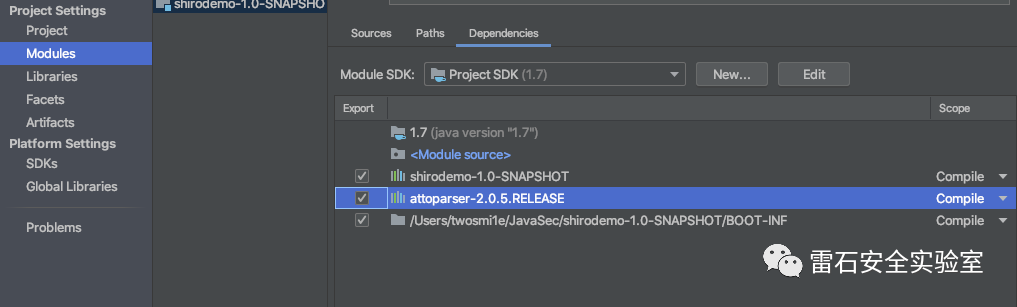 Project Settings
Project
Modules
Libraries
Facets
Artifacts
Platform Settings
SDKs
Global Libraries
Problems
shirodemo-1.0-SNAPSHO
Sources Paths Dependencies
Module SDK: Project SDK (1.7) New... Edit
Export Scope
1.7 (java version "1.7")
<Module source>
shirodemo-1.0-SNAPSHOT Compile
attoparser-2.0.5.RELEASE Compile
/Users/twosmi1e/JavaSec/shirodemo-1.0-SNAPSHOT/BOOT-INF Compile
雷石安全实验室